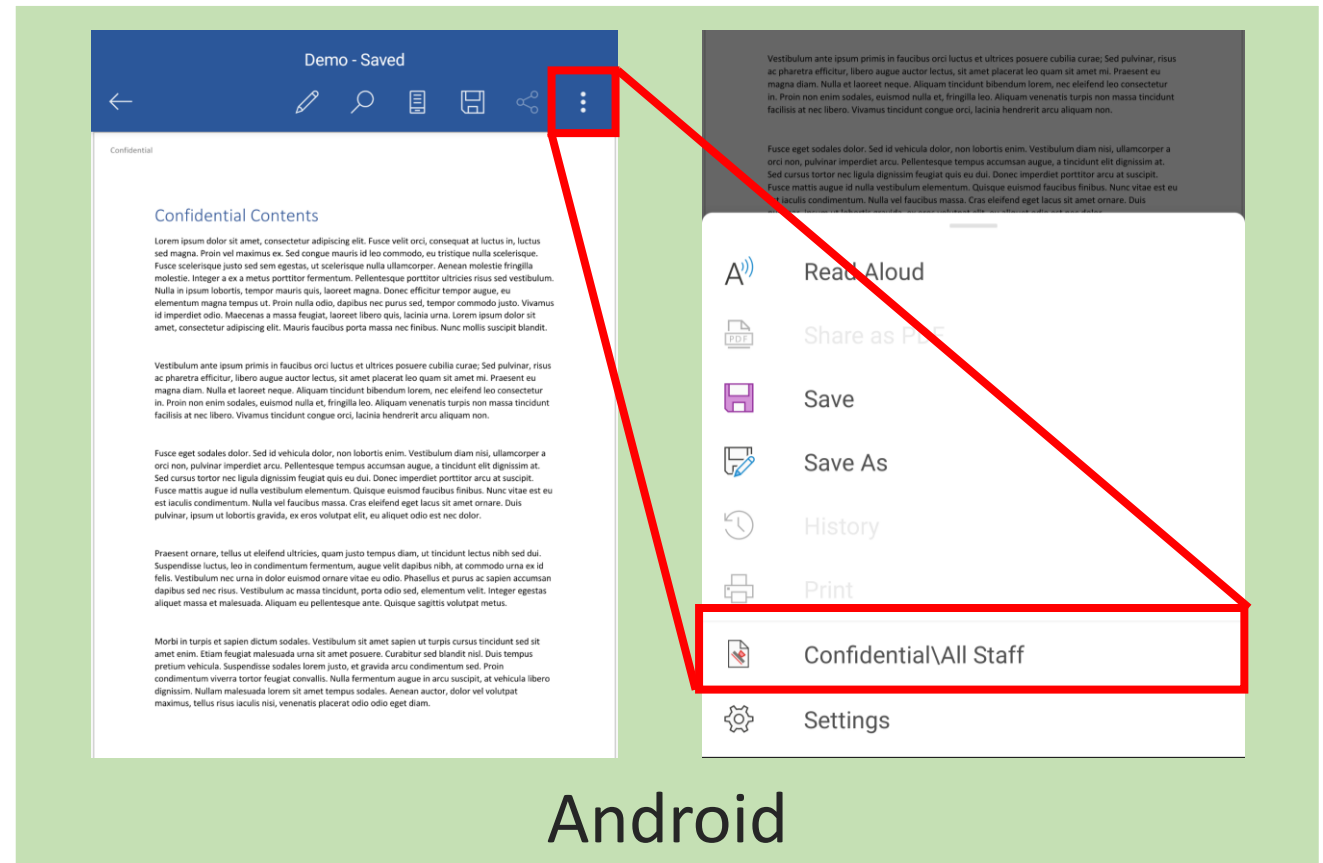 Demo - Saved
Confidential
Confidential Contents
Lorem ipsum dolor sit amet, consectetur adipiscing elit. Fusce velit orci, consequat at luctus in, luctus
sed magna. Proin vel maximus ex. Sed congue mauris id leo commodo, eu tristique nulla scelerisque.
Fusce scelerisque justo sed sem egestas, ut scelerisque nulla ullamcorper. Aenean molestie fringilla
molestie. Integer a ex a metus porttitor fermentum. Pellentesque porttitor ultricies risus sed vestibulum.
Nulla in ipsum lobortis, tempor mauris quis, laoreet magna. Donec efficitur tempor augue, eu
elementum magna tempus ut. Proin nulla odio, dapibus nec purus sed, tempor commodo justo. Vivamus
id imperdiet odio. Maecenas a massa feugiat, laoreet libero quis, lacinia urna. Lorem ipsum dolor sit
amet, consectetur adipiscing elit. Mauris faucibus porta massa nec finibus. Nunc mollis suscipit blandit.
Vestibulum ante ipsum primis in faucibus orci luctus et ultrices posuere cubilia curae; Sed pulvinar, risus
ac pharetra efficitur, libero augue auctor lectus, sit amet placerat leo quam sit amet mi. Praesent eu
magna diam. Nulla et laoreet neque. Aliquam tincidunt bibendum lorem, nec eleifend leo consectetur
in. Proin non enim sodales, euismod nulla et, fringilla leo. Aliquam venenatis turpis non massa tincidunt
facilisis at nec libero. Vivamus tincidunt congue orci, lacinia hendrerit arcu aliquam non.
Fusce eget sodales dolor. Sed id vehicula dolor, non lobortis enim. Vestibulum diam nisi, ullamcorper a
orci non, pulvinar imperdiet arcu. Pellentesque tempus accumsan augue, a tincidunt elit dignissim at.
Sed cursus tortor nec ligula dignissim feugiat quis eu dui. Donec imperdiet porttitor arcu at suscipit.
Fusce mattis augue id nulla vestibulum elementum. Quisque euismod faucibus finibus. Nunc vitae est eu
est iaculis condimentum. Nulla vel faucibus massa. Cras eleifend eget lacus sit amet ornare. Duis
pulvinar, ipsum ut lobortis gravida, ex eros volutpat elit, eu aliquet odio est nec dolor.
Praesent ornare, tellus ut eleifend ultricies, quam justo tempus diam, ut tincidunt lectus nibh sed dui.
Suspendisse luctus, leo in condimentum fermentum, augue velit dapibus nibh, at commodo urna ex id
felis. Vestibulum nec urna in dolor euismod ornare vitae eu odio. Phasellus et purus ac sapien accumsan
dapibus sed nec risus. Vestibulum ac massa tincidunt, porta odio sed, elementum velit. Integer egestas
aliquet massa et malesuada. Aliquam eu pellentesque ante. Quisque sagittis volutpat metus.
Morbi in turpis et sapien dictum sodales. Vestibulum sit amet sapien ut turpis cursus tincidunt sed sit
amet enim. Etiam feugiat malesuada urna sit amet posuere. Curabitur sed blandit nisl. Duis tempus
pretium vehicula. Suspendisse sodales lorem justo, et gravida arcu condimentum sed. Proin
condimentum viverra tortor feugiat convallis. Nulla fermentum augue in arcu suscipit, at vehicula libero
dignissim. Nullam malesuada lorem sit amet tempus sodales. Aenean auctor, dolor vel volutpat
maximus, tellus risus iaculis nisi, venenatis placerat odio odio eget diam.
Vestibulum ante ipsum primis in faucibus orci luctus et ultrices posuere cubilia curae; Sed pulvinar, risus
ac pharetra efficitur, libero augue auctor lectus, sit amet placerat leo quam sit amet mi. Praesent eu
magna diam. Nulla et laoreet neque. Aliquam tincidunt bibendum lorem, nec eleifend leo consectetur
in. Proin non enim sodales, euismod nulla et, fringilla leo. Aliquam venenatis turpis non massa tincidunt
facilisis at nec libero. Vivamus tincidunt congue orci, lacinia hendrerit arcu aliquam non.
Fusce eget sodales dolor. Sed id vehicula dolor, non lobortis enim. Vestibulum diam nisi, ullamcorper a
orci non, pulvinar imperdiet arcu. Pellentesque tempus accumsan augue, a tincidunt elit dignissim at.
Sed cursus tortor nec ligula dignissim feugiat quis eu dui. Donec imperdiet porttitor arcu at suscipit.
Fusce mattis augue id nulla vestibulum elementum. Quisque euismod faucibus finibus. Nunc vitae est eu
iaculis condimentum. Nulla vel faucibus massa. Cras eleifend eget lacus sit amet ornare. Duis
Read Aloud
PDF
Share as PDF
Save
Save As
History
Print
Confidential\All Staff
Settings
Android